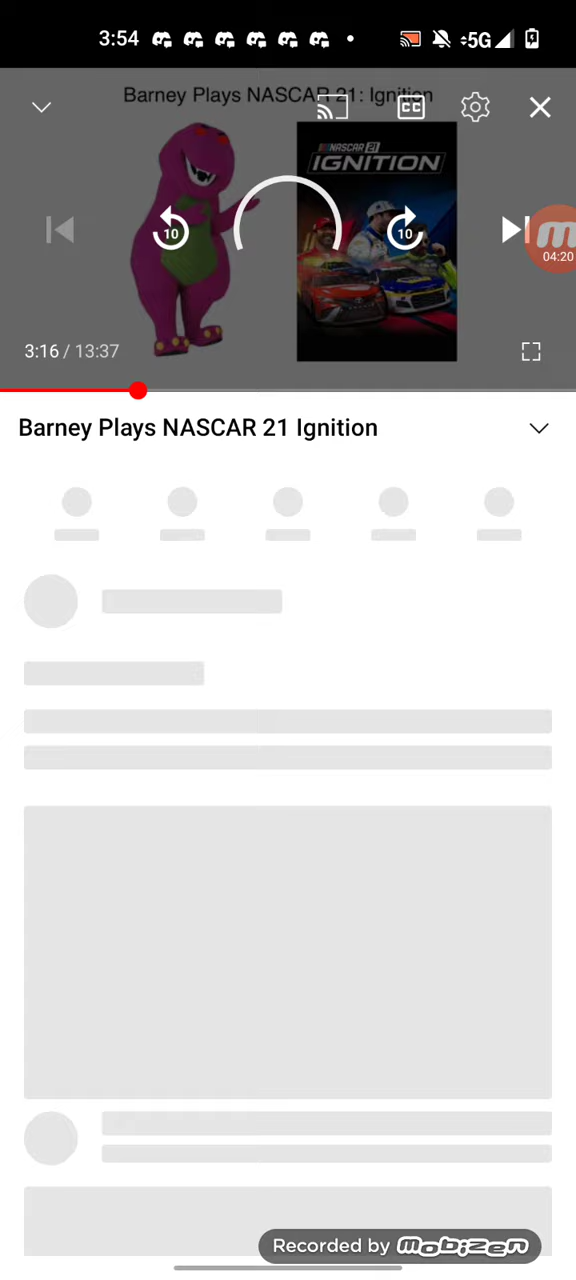 3:54
5G
Barney Plays NASCAR 21: Ignition
CC
NASCAR 21
IGNITION
10
10
04:20
3:16 / 13:37
Barney Plays NASCAR 21 Ignition
Recorded by mobizen